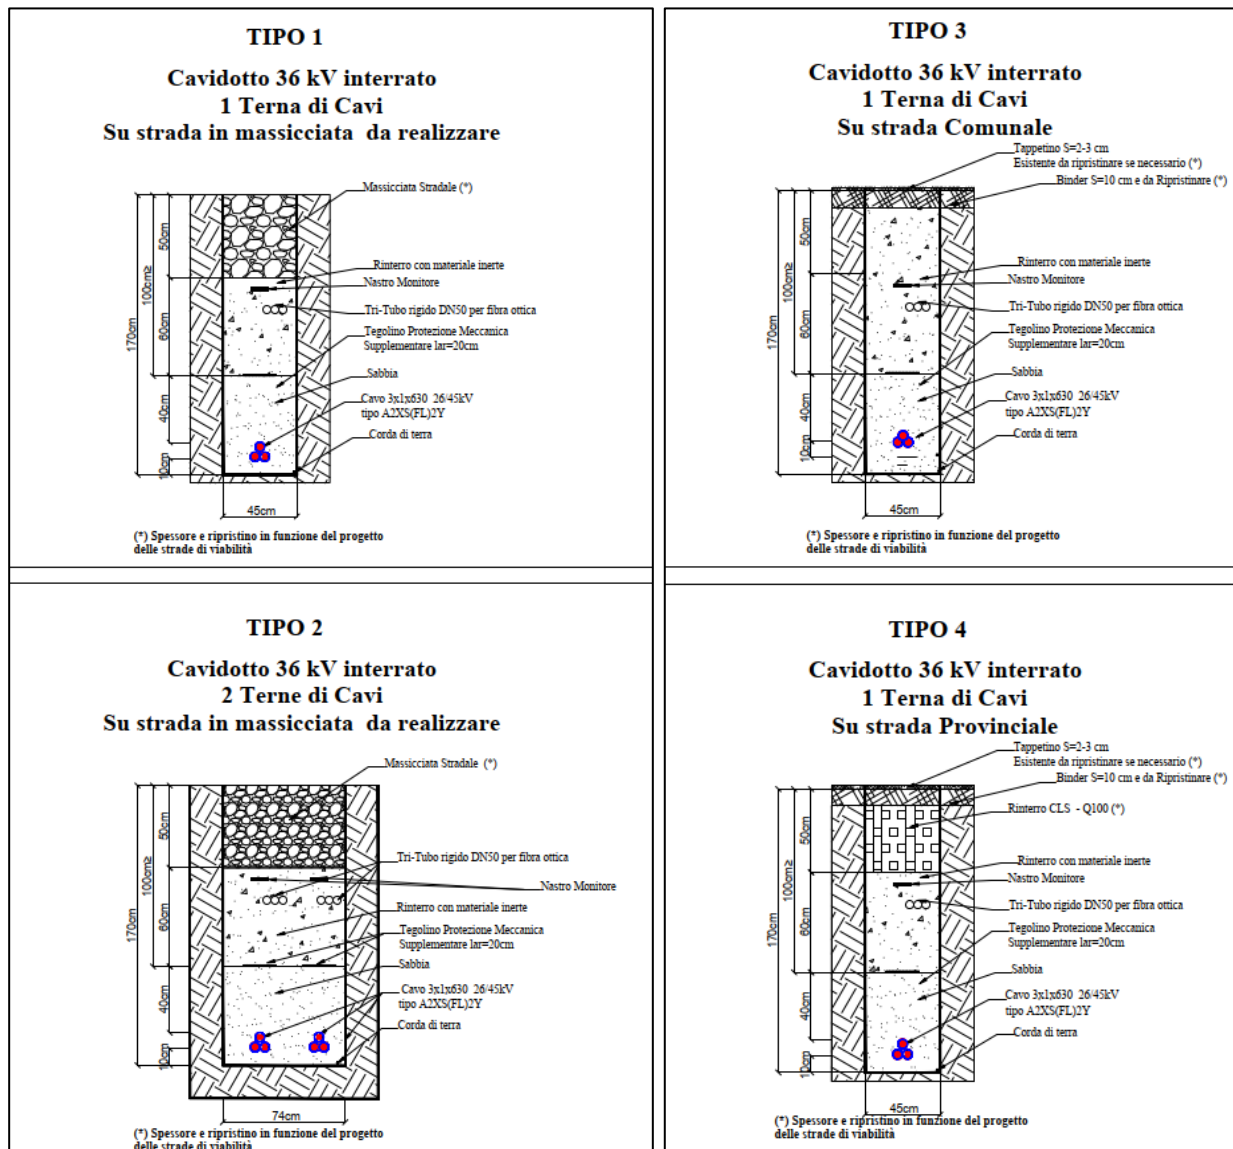 TIPO 1
Cavidotto 36 kV interrato
1 Terna di Cavi
Su strada in massicciata da realizzare
Massicciata Stradale (*)
Rinterro con materiale inerte
Nastro Monitore
Tri-Tubo rigido DN50 per fibra ottica
Tegolino Protezione Meccanica
Supplementare lar=20cm
Sabbia
Cavo 3x1x630 26/45kV
tipo A2XS(FL)2Y
Corda di terra
170cm
100cm≥
50cm
60cm
40cm
10cm
45cm
(*) Spessore e ripristino in funzione del progetto
delle strade di viabilità
TIPO 3
Cavidotto 36 kV interrato
1 Terna di Cavi
Su strada Comunale
Tappetino S=2-3 cm
Esistente da ripristinare se necessario (*)
Binder S=10 cm e da Ripristinare (*)
Rinterro con materiale inerte
Nastro Monitore
Tri-Tubo rigido DN50 per fibra ottica
Tegolino Protezione Meccanica
Supplementare lar=20cm
Sabbia
Cavo 3x1x630 26/45kV
tipo A2XS(FL)2Y
Corda di terra
170cm
100cm≥
50cm
60cm
40cm
10cm
45cm
(*) Spessore e ripristino in funzione del progetto
delle strade di viabilità
TIPO 2
Cavidotto 36 kV interrato
2 Terne di Cavi
Su strada in massicciata da realizzare
Massicciata Stradale (*)
Tri-Tubo rigido DN50 per fibra ottica
Nastro Monitore
Rinterro con materiale inerte
Tegolino Protezione Meccanica
Supplementare lar=20cm
Sabbia
Cavo 3x1x630 26/45kV
tipo A2XS(FL)2Y
Corda di terra
170cm
100cm≥
50cm
60cm
40cm
10cm
74cm
(*) Spessore e ripristino in funzione del progetto
delle strade di viabilità
TIPO 4
Cavidotto 36 kV interrato
1 Terna di Cavi
Su strada Provinciale
Tappetino S=2-3 cm
Esistente da ripristinare se necessario (*)
Binder S=10 cm e da Ripristinare (*)
Rinterro CLS - Q100 (*)
Rinterro con materiale inerte
Nastro Monitore
Tri-Tubo rigido DN50 per fibra ottica
Tegolino Protezione Meccanica
Supplementare lar=20cm
Sabbia
Cavo 3x1x630 26/45kV
tipo A2XS(FL)2Y
Corda di terra
170cm
100cm≥
50cm
60cm
40cm
10cm
45cm
(*) Spessore e ripristino in funzione del progetto
delle strade di viabilità